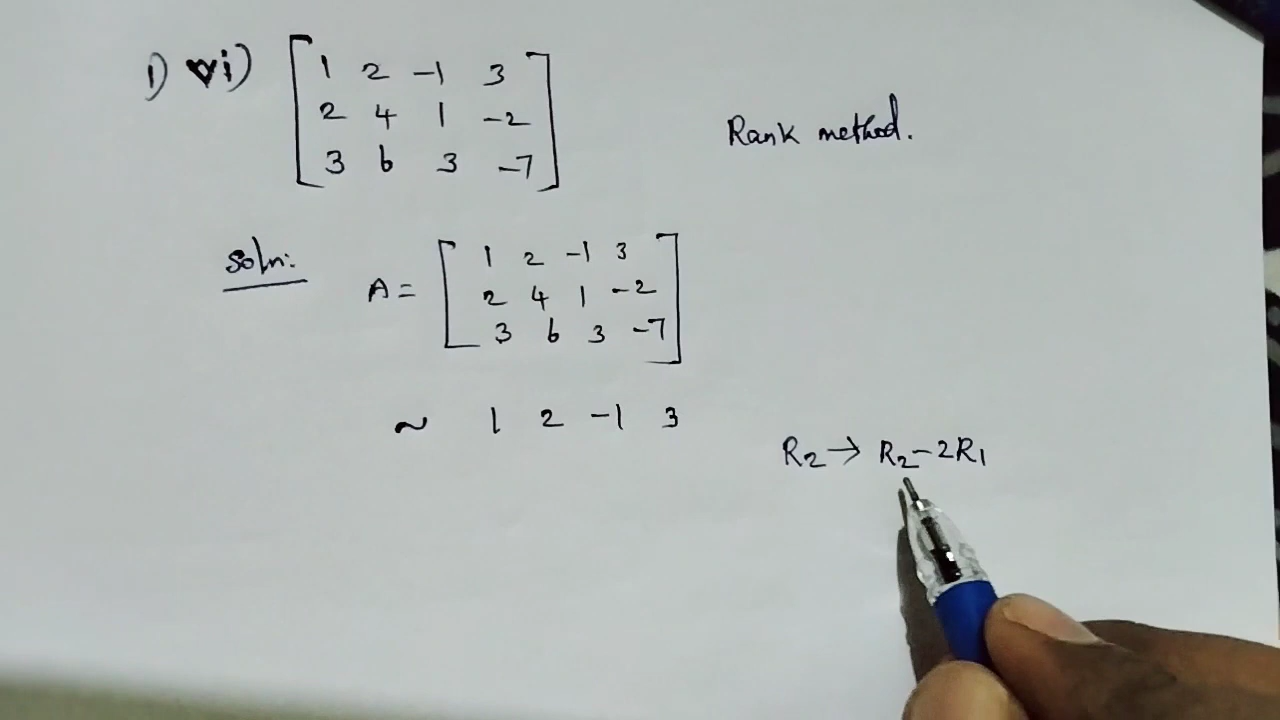 1) vi) [ 1 2 -1 3
2 4 1 -2
3 6 3 -7 ]
Rank method.
Soln:
A = [ 1 2 -1 3
2 4 1 -2
3 6 3 -7 ]
~ 1 2 -1 3
R₂ → R₂-2R₁